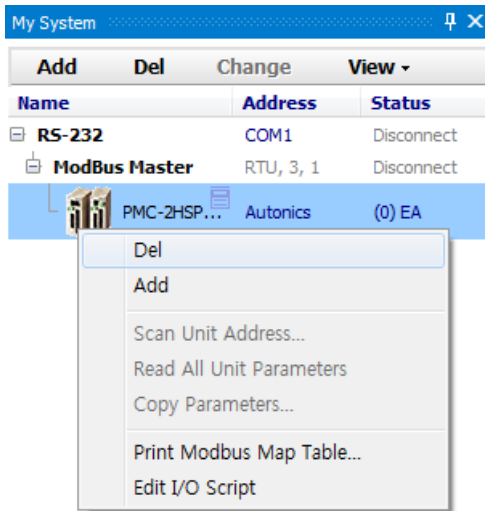 My System
Add Del Change View
Name Address Status
RS-232 COM1 Disconnect
ModBus Master RTU, 3, 1 Disconnect
PMC-2HSP... Autonics (0) EA
Del
Add
Scan Unit Address...
Read All Unit Parameters
Copy Parameters...
Print Modbus Map Table...
Edit I/O Script